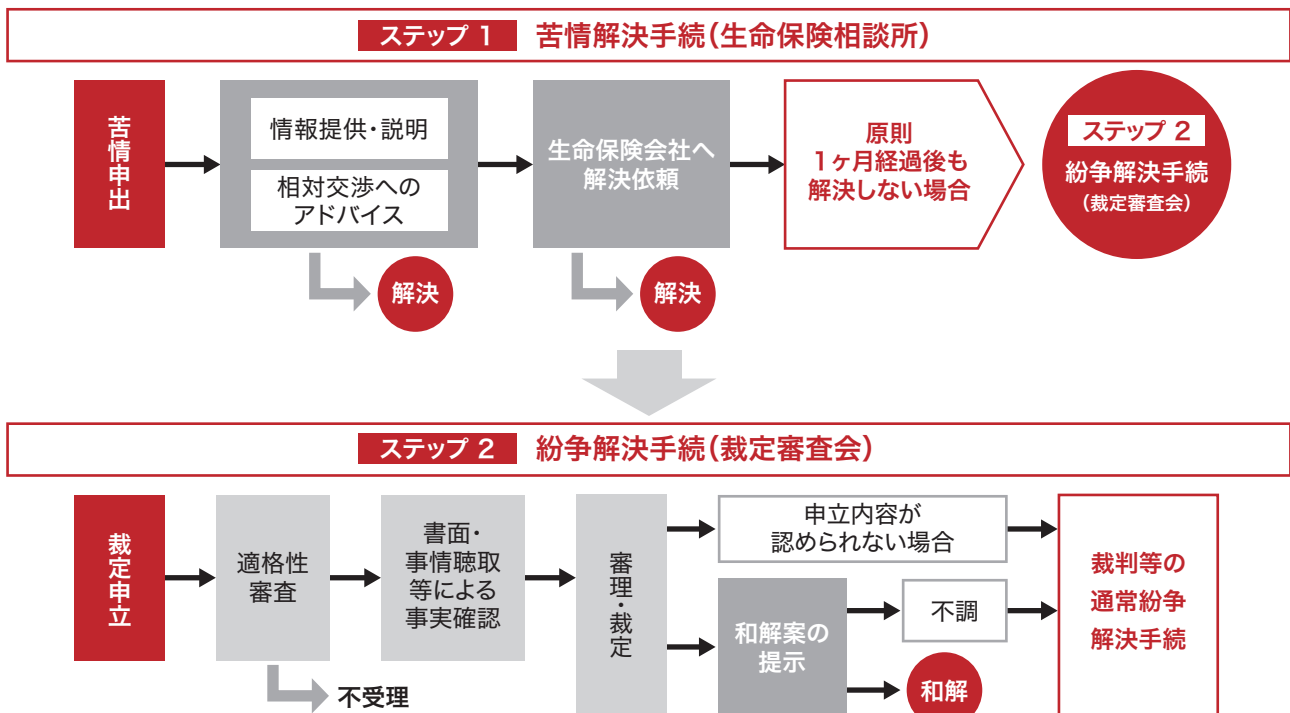 ステップ 1 苦情解決手続(生命保険相談所)
苦情申出
情報提供・説明
相対交渉への
アドバイス
解決
生命保険会社へ
解決依頼
解決
原則
1ヶ月経過後も
解決しない場合
ステップ 2
紛争解決手続
(裁定審査会)
ステップ 2 紛争解決手続(裁定審査会)
裁定申立
適格性
審査
不受理
書面・
事情聴取
等による
事実確認
審理・裁定
申立内容が
認められない場合
和解案の
提示
不調
和解
裁判等の
通常紛争
解決手続